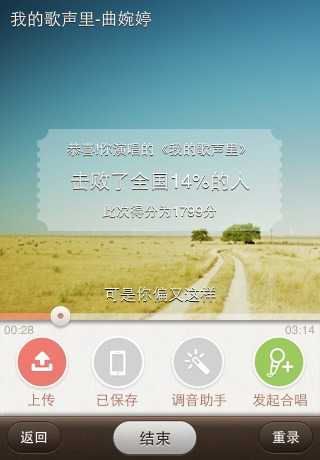 我的歌声里-曲婉婷
恭喜!你演唱的《我的歌声里》
击败了全国14%的人
此次得分为1799分
可是你偏又这样
00:28
03:14
上传
已保存
调音助手
发起合唱
返回
结束
重录